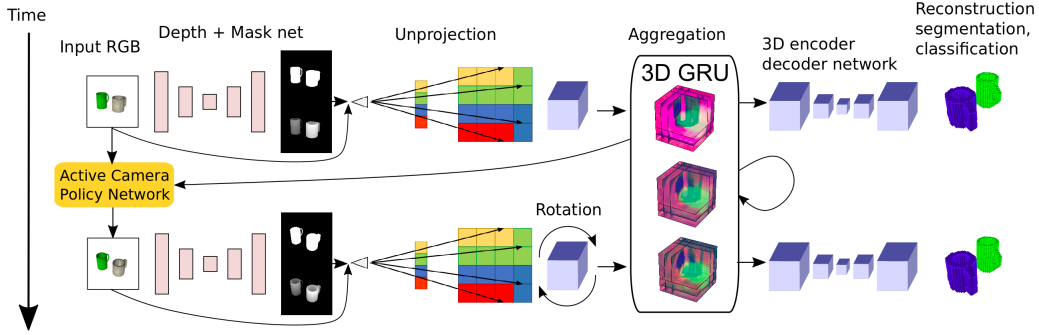 Time
Input RGB
Depth + Mask net
Unprojection
Aggregation
3D GRU
3D encoder
decoder network
Reconstruction
segmentation,
classification
Active Camera
Policy Network
Rotation